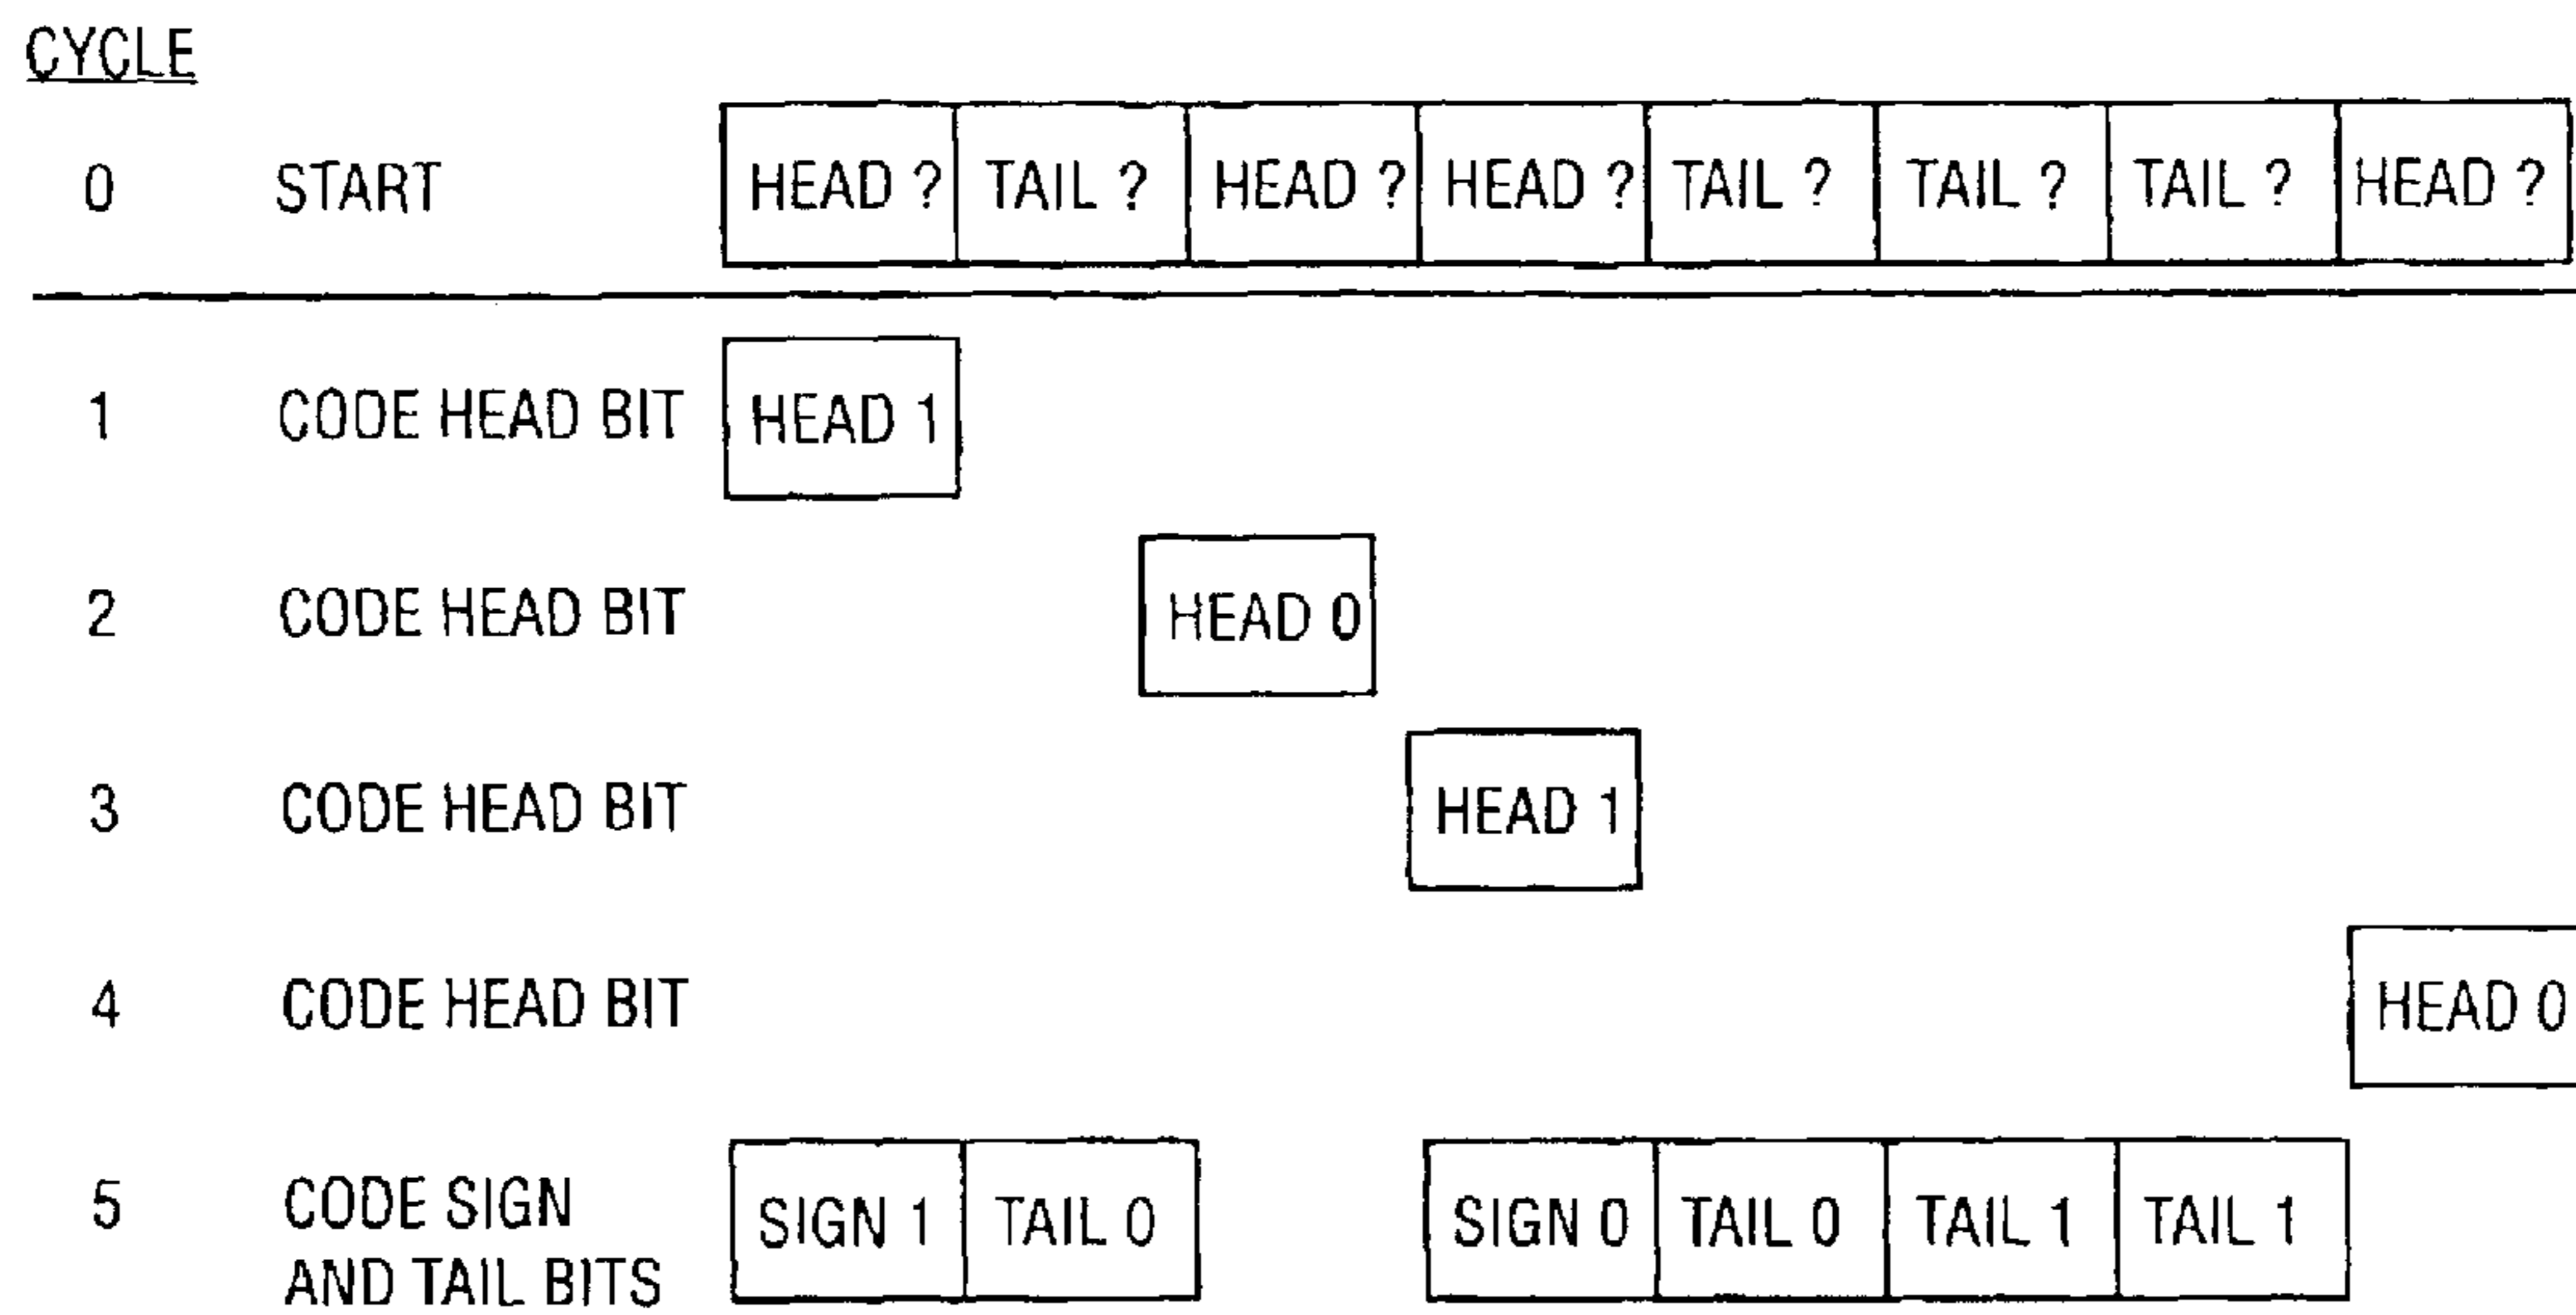 CYCLE
0 START HEAD ? TAIL ? HEAD ? HEAD ? TAIL ? TAIL ? TAIL ? HEAD ?
1 CODE HEAD BIT HEAD 1
2 CODE HEAD BIT HEAD 0
3 CODE HEAD BIT HEAD 1
4 CODE HEAD BIT HEAD 0
5 CODE SIGN SIGN 1 TAIL 0 SIGN 0 TAIL 0 TAIL 1 TAIL 1
AND TAIL BITS